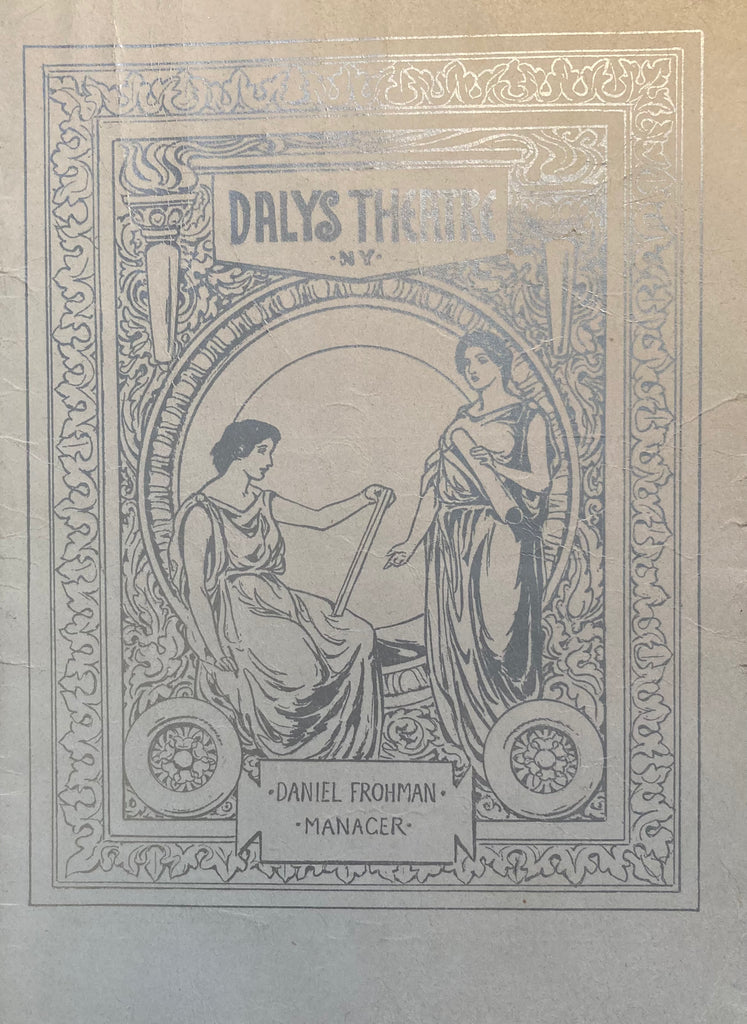 DALYS THEATRE
·NY·
·DANIEL FROHMAN·
·MANAGER·